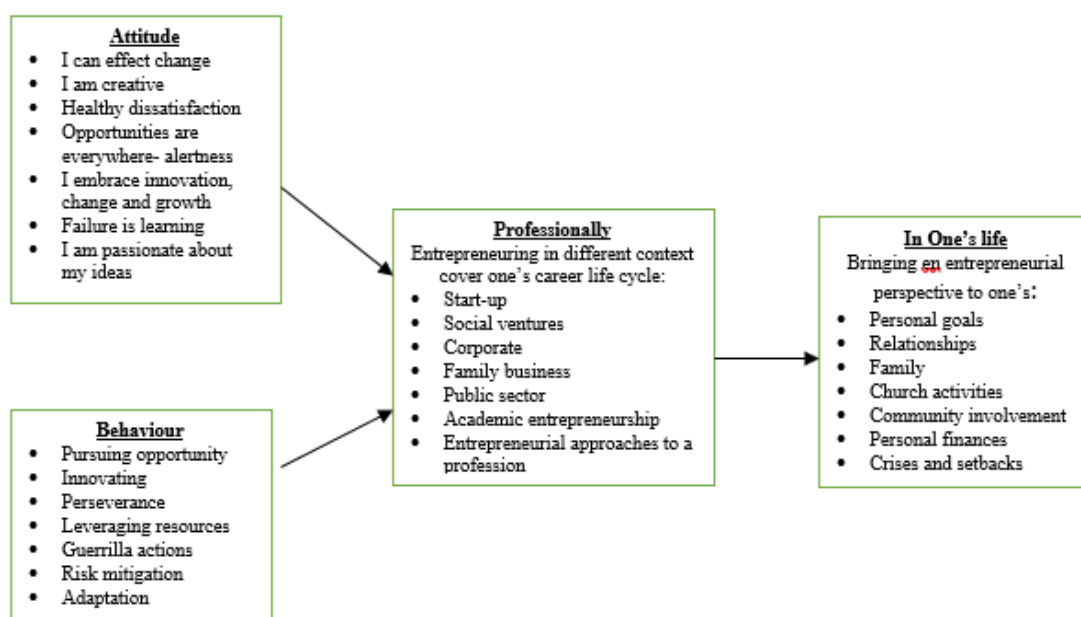 Attitude
• I can effect change
• I am creative
• Healthy dissatisfaction
• Opportunities are
everywhere- alertness
• I embrace innovation,
change and growth
• Failure is learning
• I am passionate about
my ideas
Behaviour
• Pursuing opportunity
• Innovating
• Perseverance
• Leveraging resources
• Guerrilla actions
• Risk mitigation
• Adaptation
Professionally
Entrepreneuring in different context
cover one's career life cycle:
• Start-up
• Social ventures
• Corporate
• Family business
• Public sector
• Academic entrepreneurship
• Entrepreneurial approaches to a
profession
In One's life
Bringing en entrepreneurial
perspective to one's:
• Personal goals
• Relationships
• Family
• Church activities
• Community involvement
• Personal finances
• Crises and setbacks